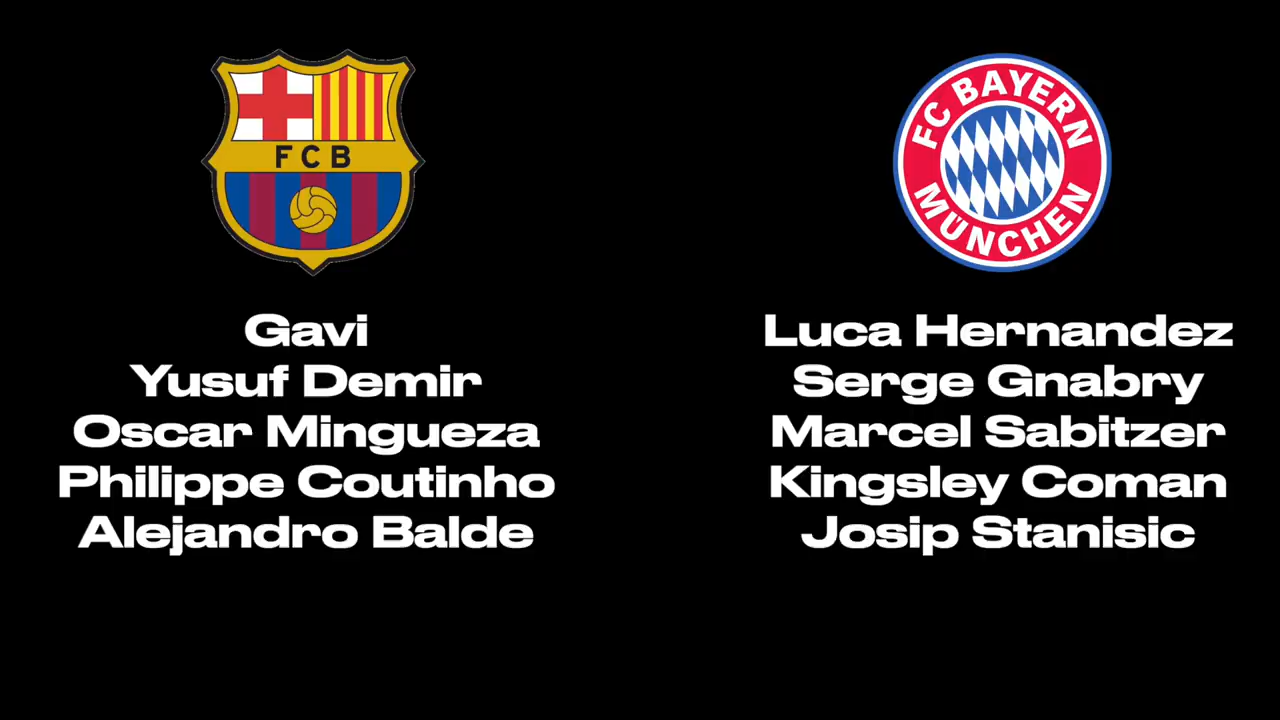 FCB
FC BAYERN
MÜNCHEN
Gavi
Yusuf Demir
Oscar Mingueza
Philippe Coutinho
Alejandro Balde
Luca Hernandez
Serge Gnabry
Marcel Sabitzer
Kingsley Coman
Josip Stanisic